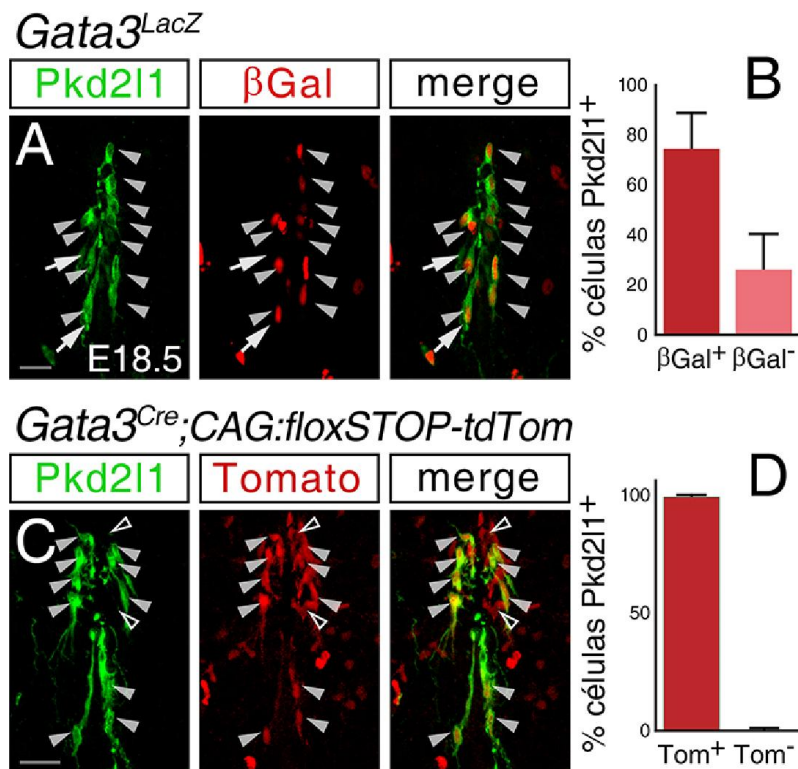 Gata3LacZ
Pkd2l1 βGal merge
A
E18.5
B
% células Pkd2l1+
100
80
60
40
20
0
βGal+ βGal-
Gata3Cre;CAG:floxSTOP-tdTom
Pkd2l1 Tomato merge
C
D
% células Pkd2l1+
100
50
0
Tom+ Tom-